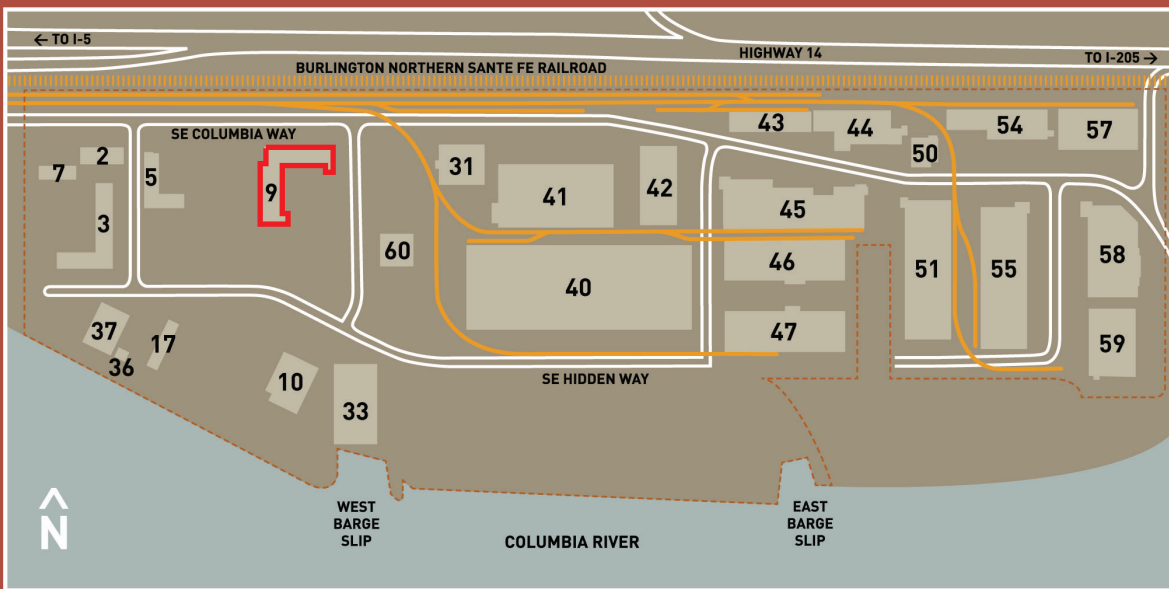 ← TO I-5
HIGHWAY 14
TO I-205 →
BURLINGTON NORTHERN SANTE FE RAILROAD
SE COLUMBIA WAY
43
44
54
57
50
2
7
5
9
31
41
42
3
45
60
46
40
51
55
58
37
17
36
47
59
SE HIDDEN WAY
10
33
N
WEST
BARGE
SLIP
EAST
BARGE
SLIP
COLUMBIA RIVER